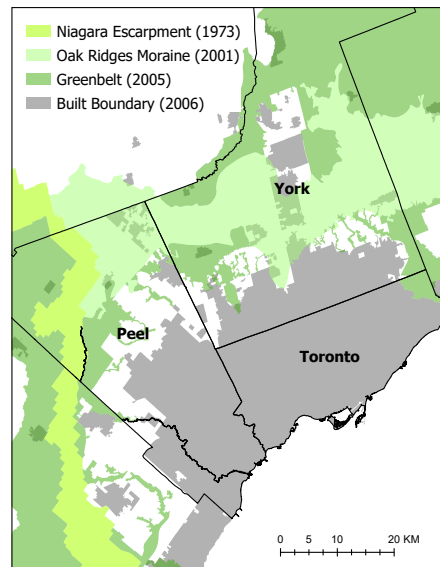 Niagara Escarpment (1973)
Oak Ridges Moraine (2001)
Greenbelt (2005)
Built Boundary (2006)
York
Peel
Toronto
0 5 10 20 KM